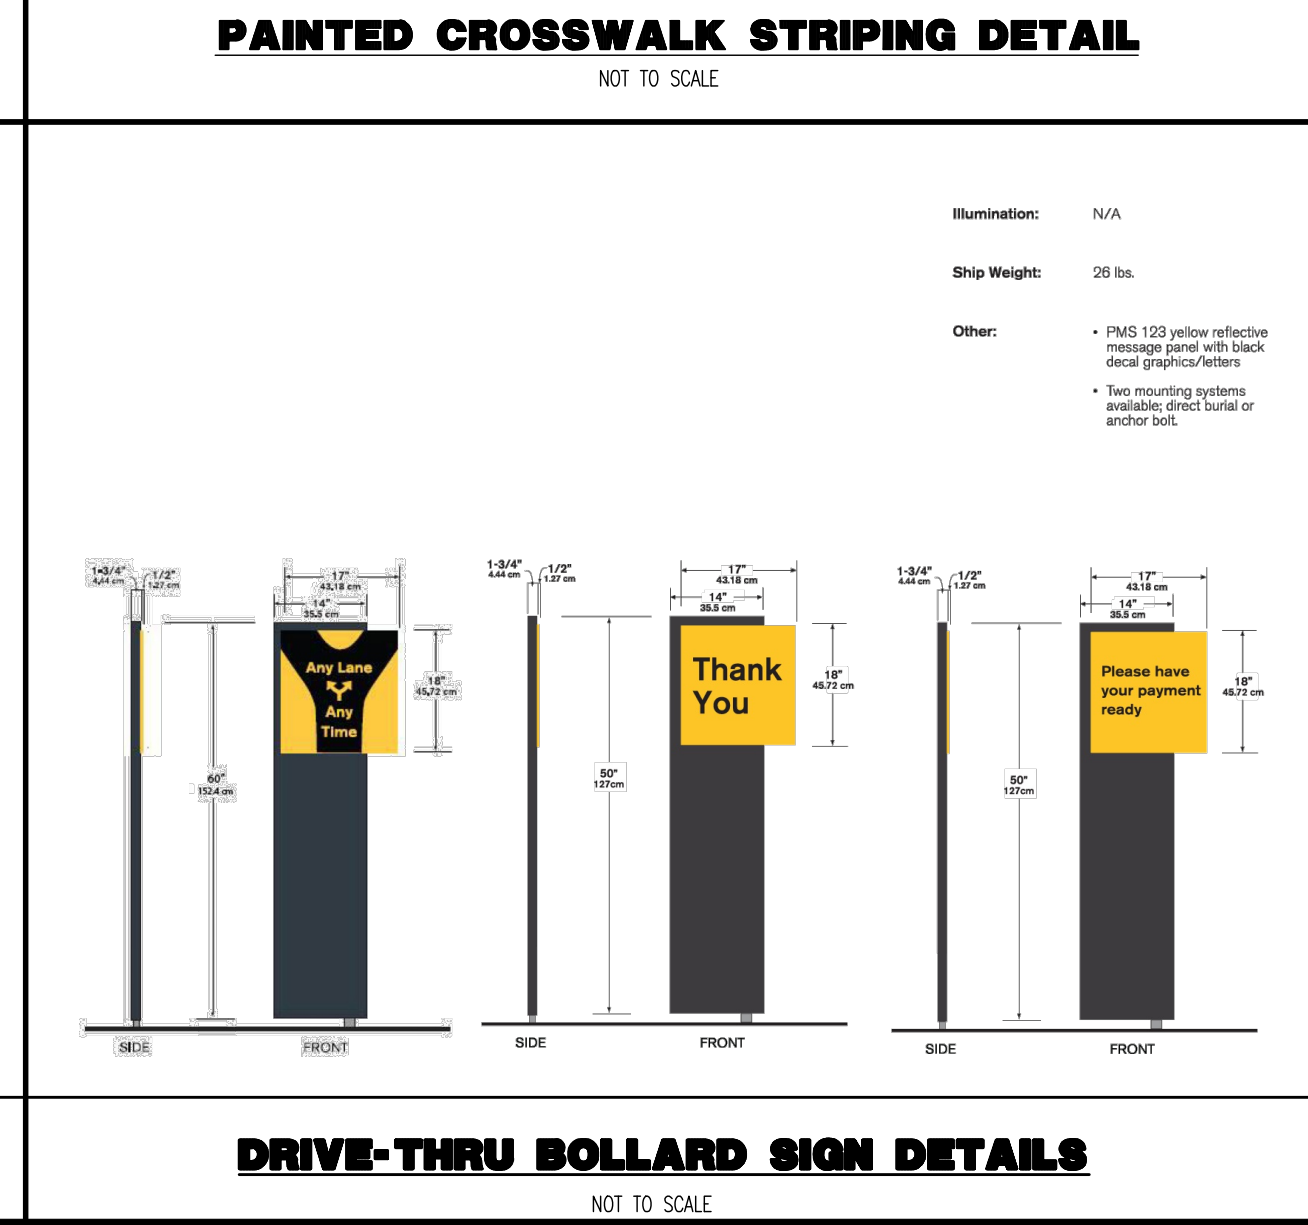 PAINTED CROSSWALK STRIPING DETAIL
NOT TO SCALE
Illumination: N/A
Ship Weight: 26 lbs.
Other: • PMS 123 yellow reflective
message panel with black
decal graphics/letters
• Two mounting systems
available; direct burial or
anchor bolt.
1-3/4"
4.44 cm
1/2"
1.27 cm
17"
43.18 cm
14"
35.5 cm
Any Lane
Any
Time
18"
45.72 cm
60"
152.4 cm
SIDE
FRONT
1-3/4"
4.44 cm
1/2"
1.27 cm
17"
43.18 cm
14"
35.5 cm
Thank
You
18"
45.72 cm
50"
127cm
SIDE
FRONT
1-3/4"
4.44 cm
1/2"
1.27 cm
17"
43.18 cm
14"
35.5 cm
Please have
your payment
ready
18"
45.72 cm
50"
127cm
SIDE
FRONT
DRIVE-THRU BOLLARD SIGN DETAILS
NOT TO SCALE